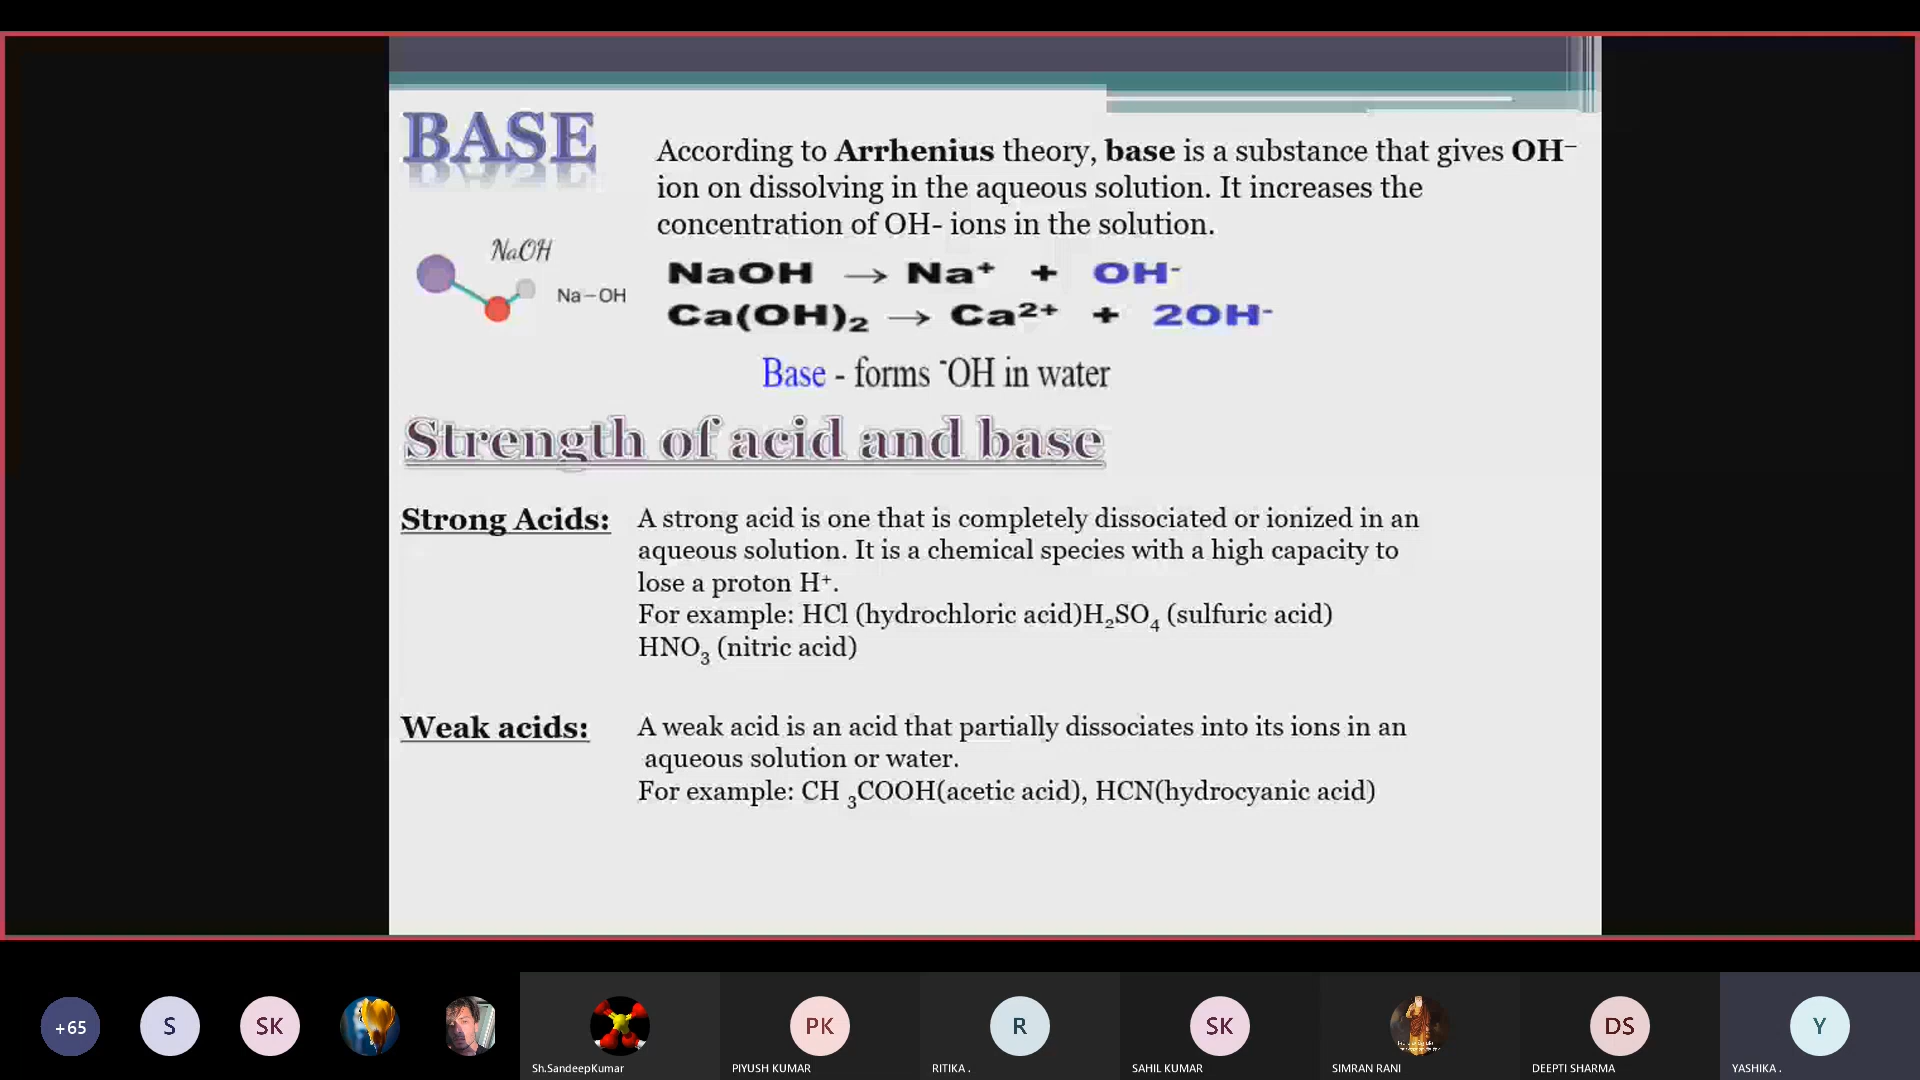 BASE
According to Arrhenius theory, base is a substance that gives OH⁻
ion on dissolving in the aqueous solution. It increases the
concentration of OH- ions in the solution.
NaOH
Na–OH
NaOH → Na⁺ + OH⁻
Ca(OH)₂ → Ca²⁺ + 2OH⁻
Base - forms ⁻OH in water
Strength of acid and base
Strong Acids:
A strong acid is one that is completely dissociated or ionized in an
aqueous solution. It is a chemical species with a high capacity to
lose a proton H⁺.
For example: HCl (hydrochloric acid)H₂SO₄ (sulfuric acid)
HNO₃ (nitric acid)
Weak acids:
A weak acid is an acid that partially dissociates into its ions in an
aqueous solution or water.
For example: CH ₃COOH(acetic acid), HCN(hydrocyanic acid)
+65
S
SK
PK
R
SK
DS
Y
Sh.SandeepKumar
PIYUSH KUMAR
RITIKA .
SAHIL KUMAR
SIMRAN RANI
DEEPTI SHARMA
YASHIKA .